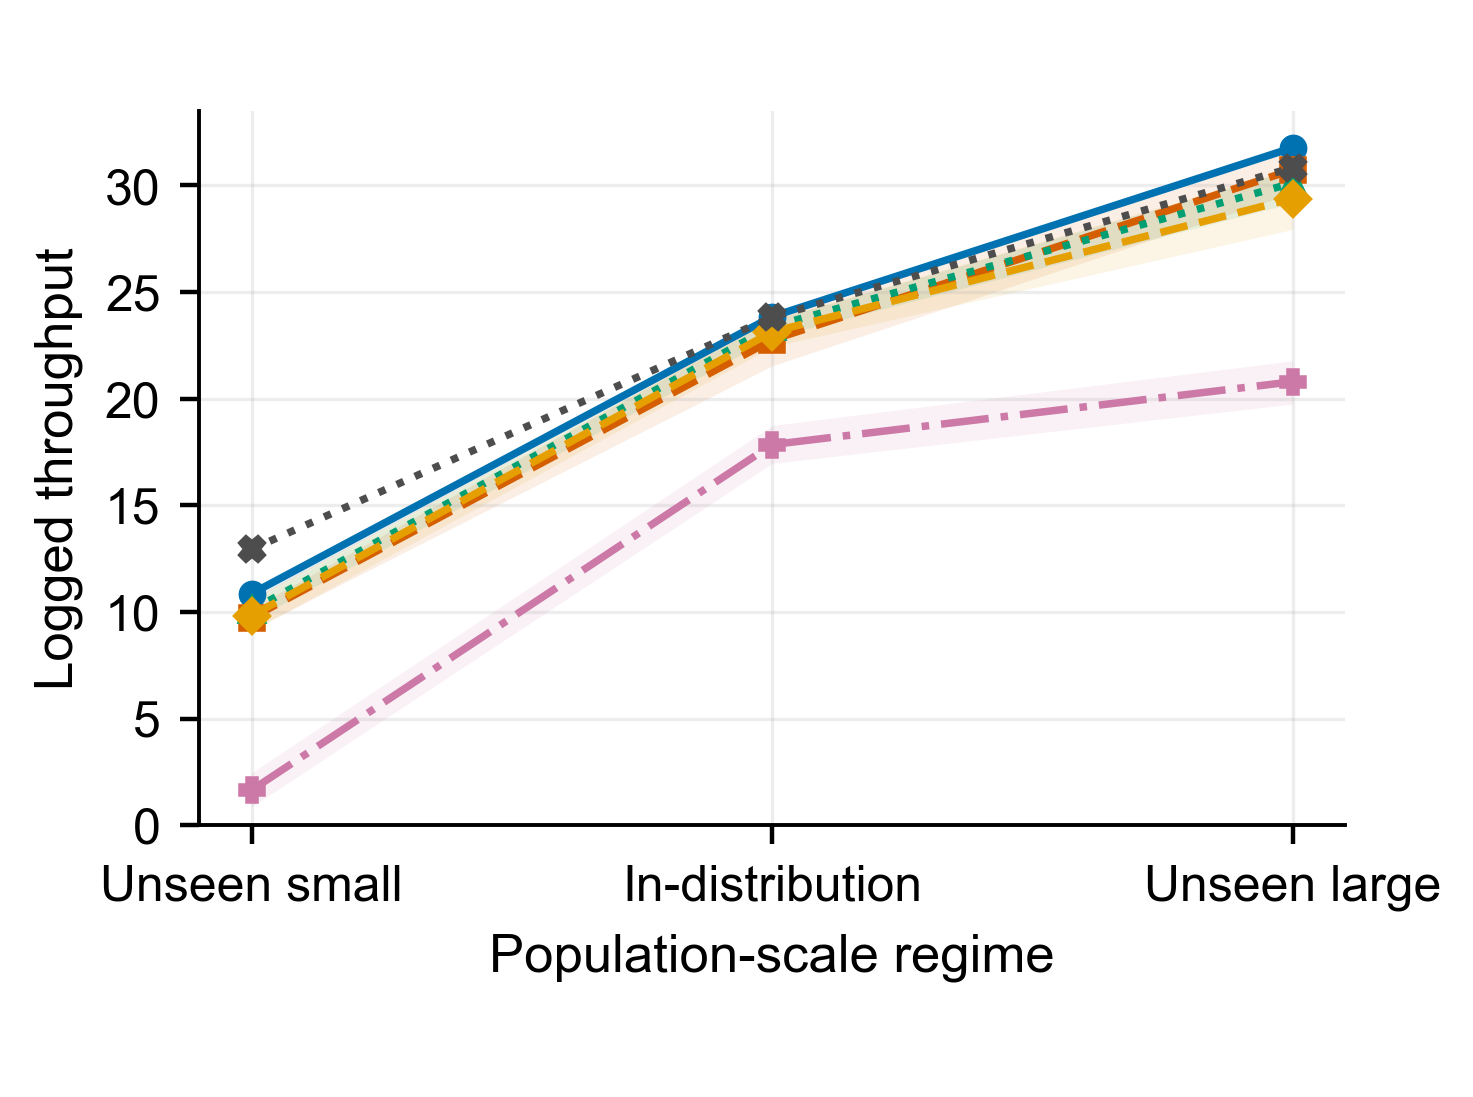 30
25
20
15
10
5
0
Logged throughput
Unseen small
In-distribution
Unseen large
Population-scale regime